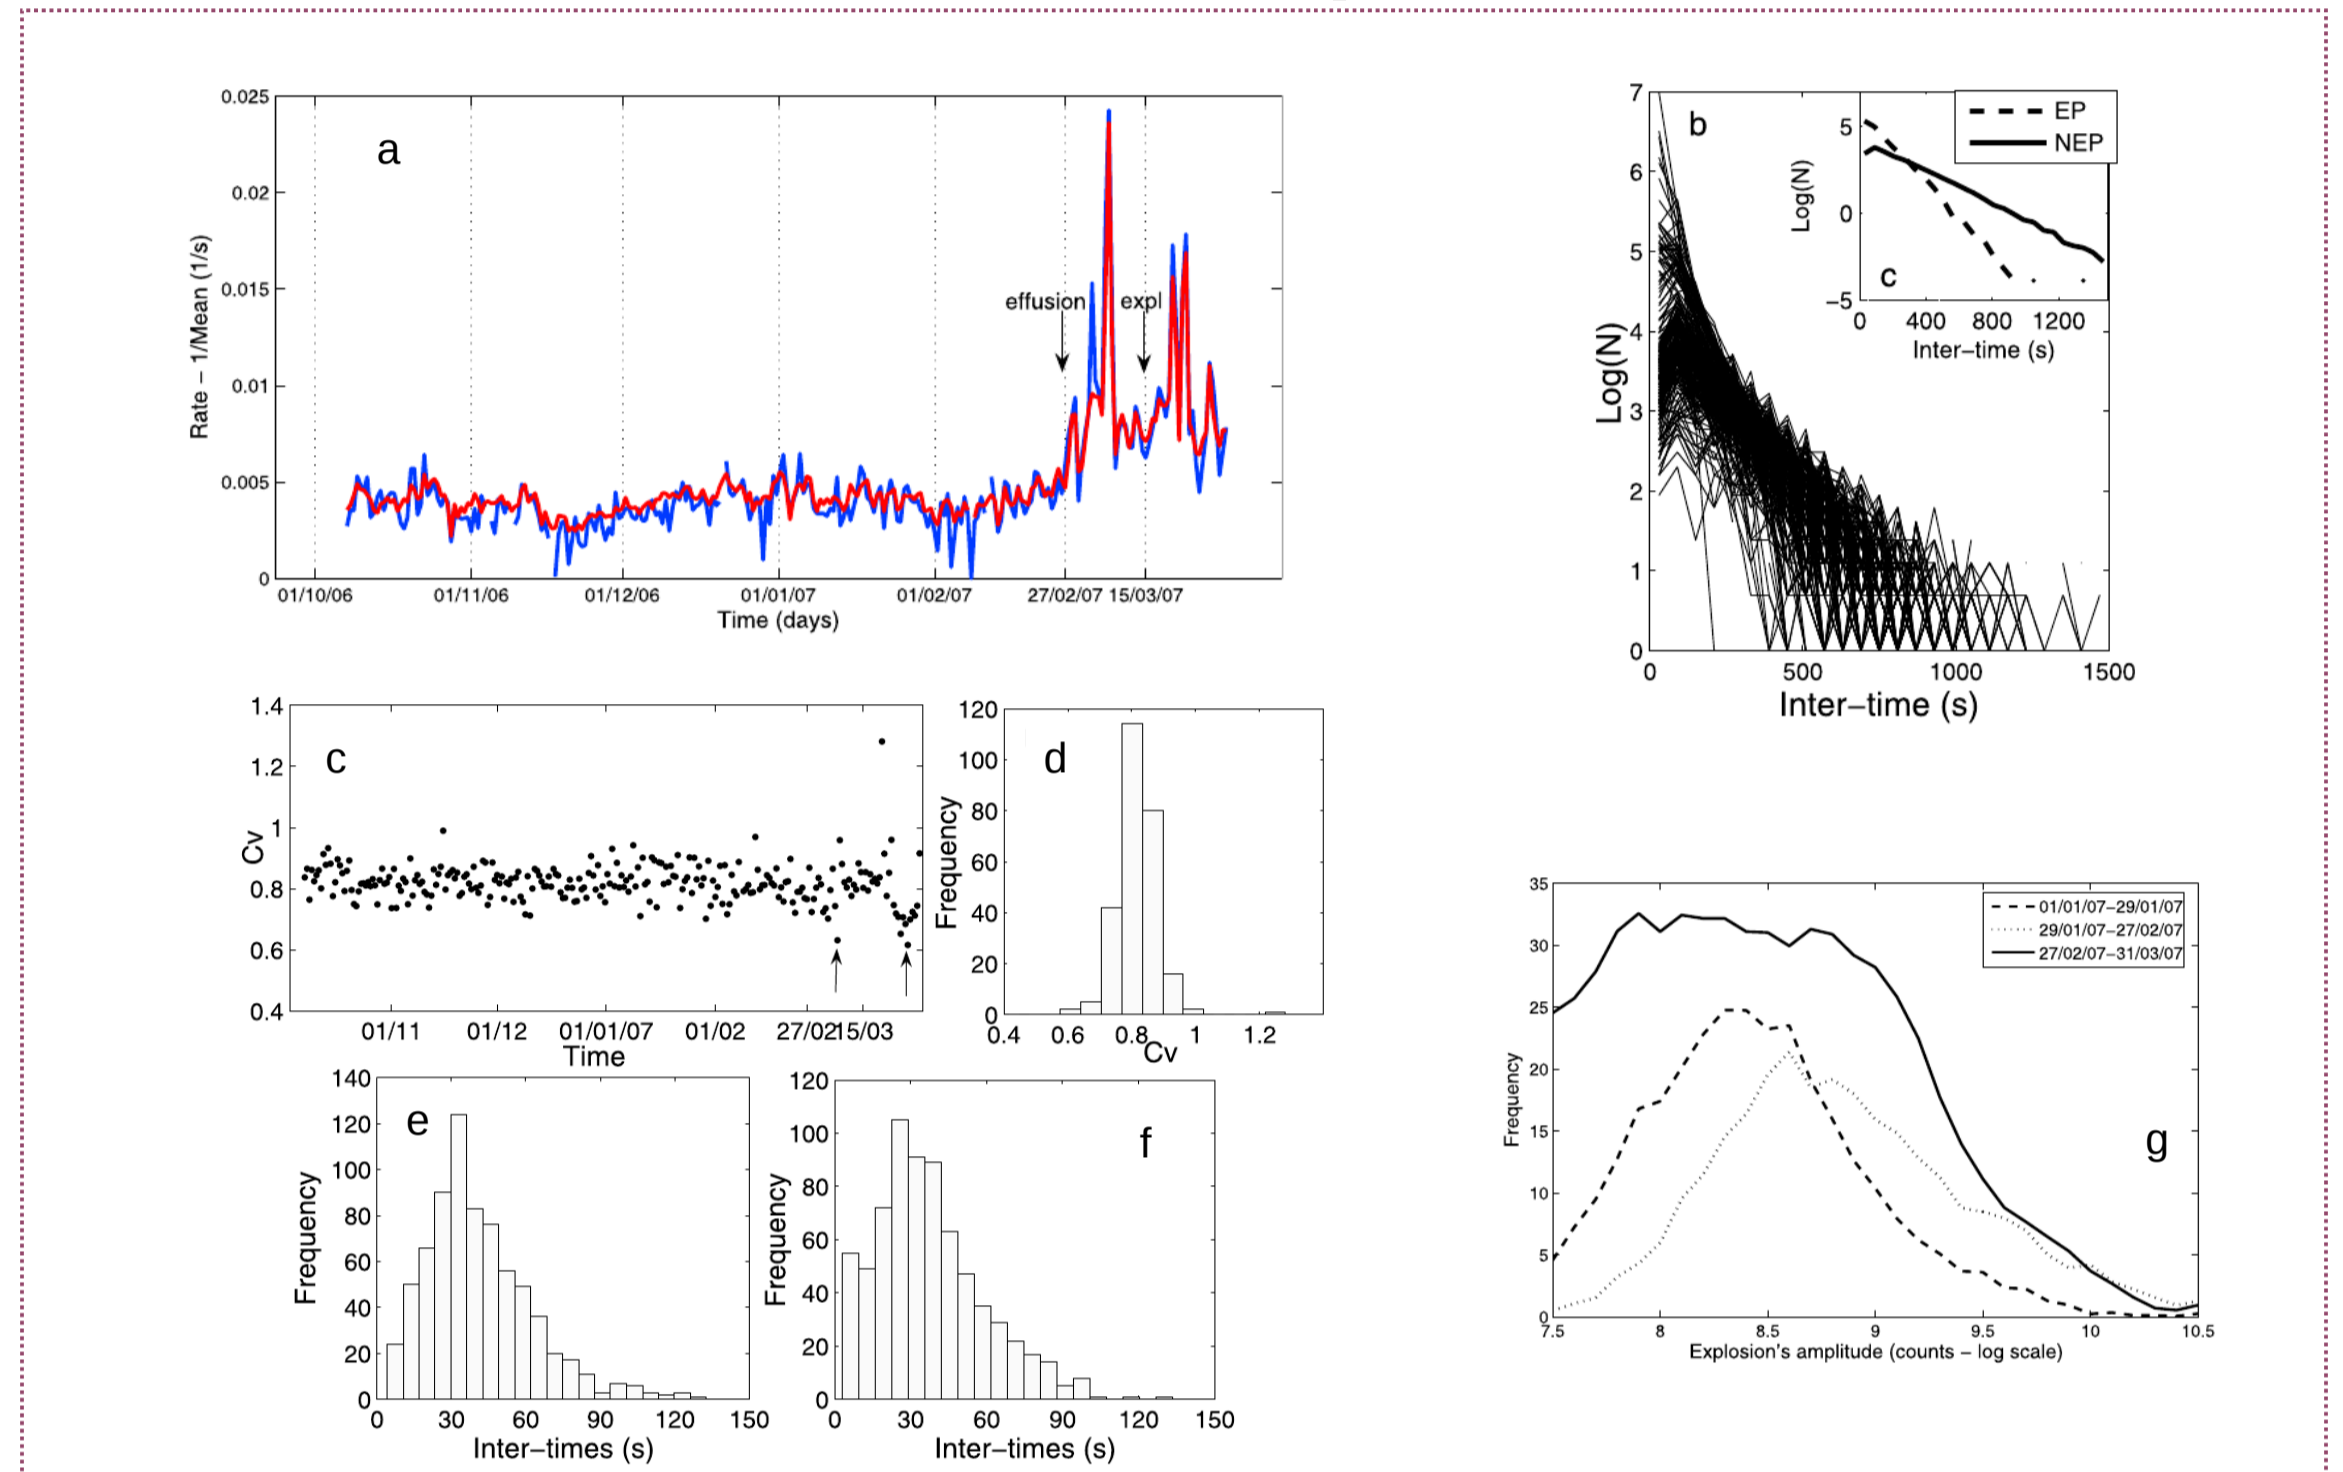 a
0.025
0.02
0.015
0.01
0.005
0
Rate − 1/Mean (1/s)
effusion
expl
01/10/06 01/11/06 01/12/06 01/01/07 01/02/07 27/02/07 15/03/07
Time (days)
b
7
6
5
4
3
2
1
0
Log(N)
0 500 1000 1500
Inter−time (s)
EP
NEP
5
0
−5
Log(N)
c
0 400 800 1200
Inter−time (s)
c
1.4
1.2
1
0.8
0.6
0.4
Cv
01/11 01/12 01/01/07 01/02 27/02 15/03
Time
d
120
100
80
60
40
20
0
Frequency
0.4 0.6 0.8 1 1.2
Cv
e
140
120
100
80
60
40
20
0
Frequency
0 30 60 90 120 150
Inter−times (s)
f
120
100
80
60
40
20
0
Frequency
0 30 60 90 120 150
Inter−times (s)
g
35
30
25
20
15
10
5
0
Frequency
01/01/07−29/01/07
29/01/07−27/02/07
27/02/07−31/03/07
7.5 8 8.5 9 9.5 10 10.5
Explosion's amplitude (counts − log scale)